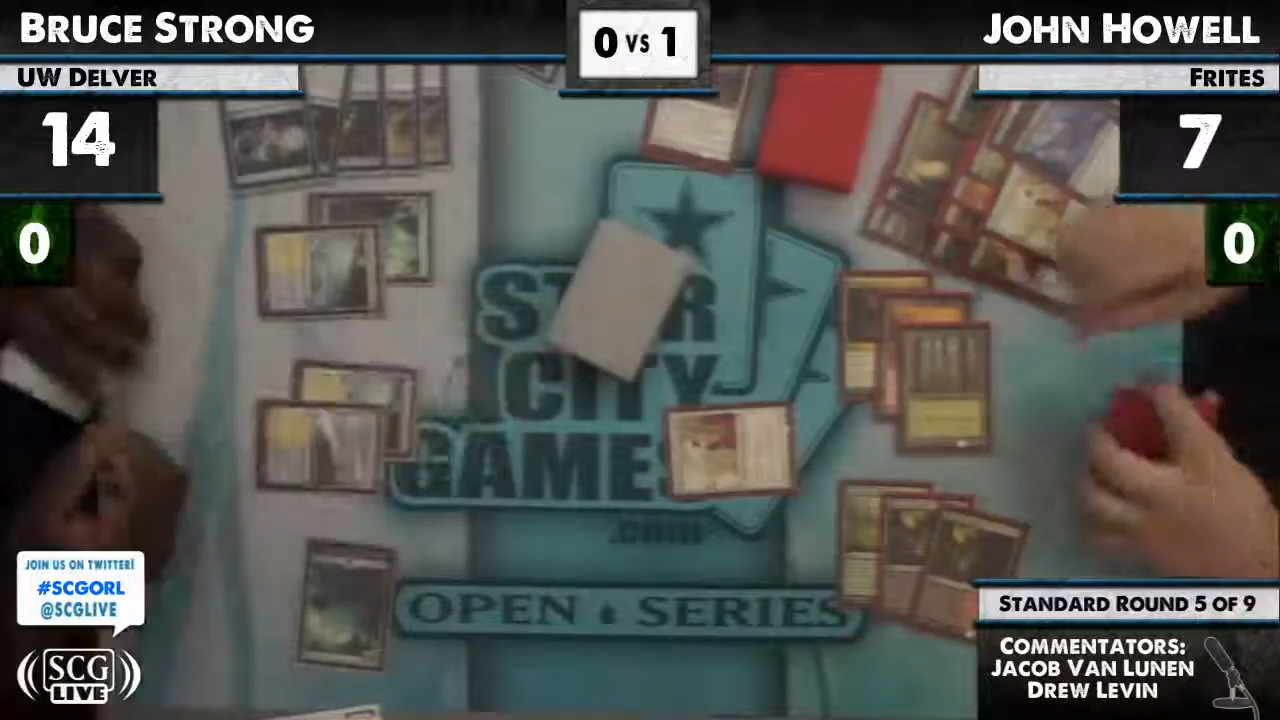 BRUCE STRONG
0 VS 1
JOHN HOWELL
UW DELVER
FRITES
14
7
0
0
STAR
CITY
GAMES
.com
OPEN SERIES
JOIN US ON TWITTER!
#SCGORL
@SCGLIVE
SCG
LIVE
STANDARD ROUND 5 OF 9
COMMENTATORS:
JACOB VAN LUNEN
DREW LEVIN